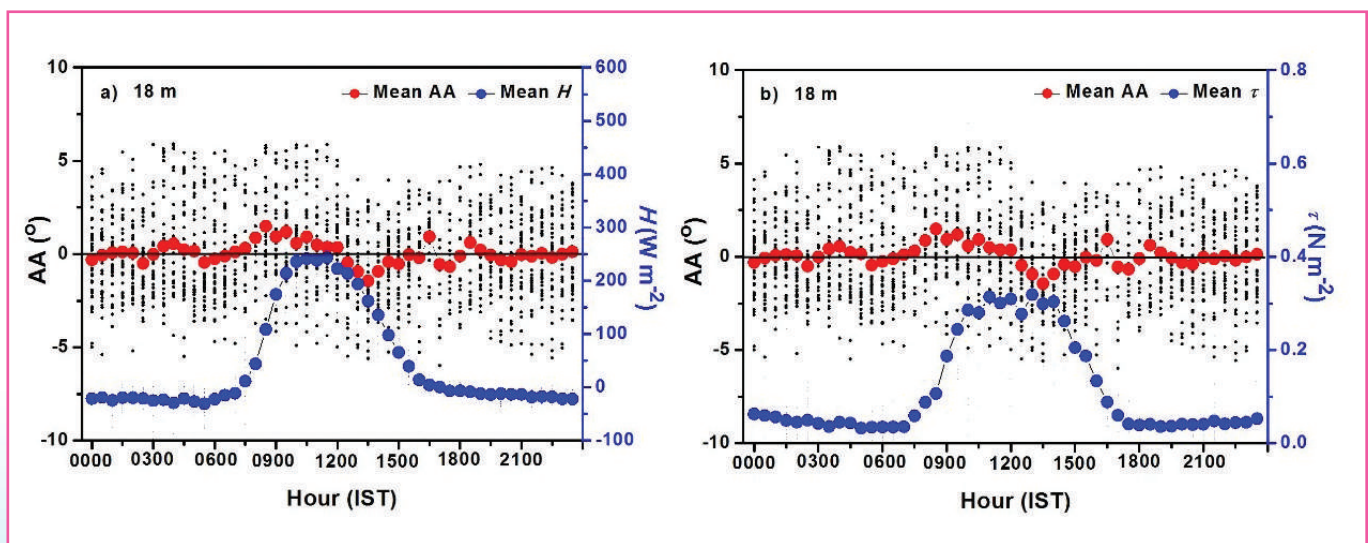 a) 18 m
Mean AA
Mean H
10
5
0
-5
-10
AA (°)
600
500
400
300
200
100
0
-100
H (W m-2)
0000 0300 0600 0900 1200 1500 1800 2100
Hour (IST)
b) 18 m
Mean AA
Mean τ
10
5
0
-5
-10
AA (°)
0.8
0.6
0.4
0.2
0.0
τ (N m-2)
0000 0300 0600 0900 1200 1500 1800 2100
Hour (IST)